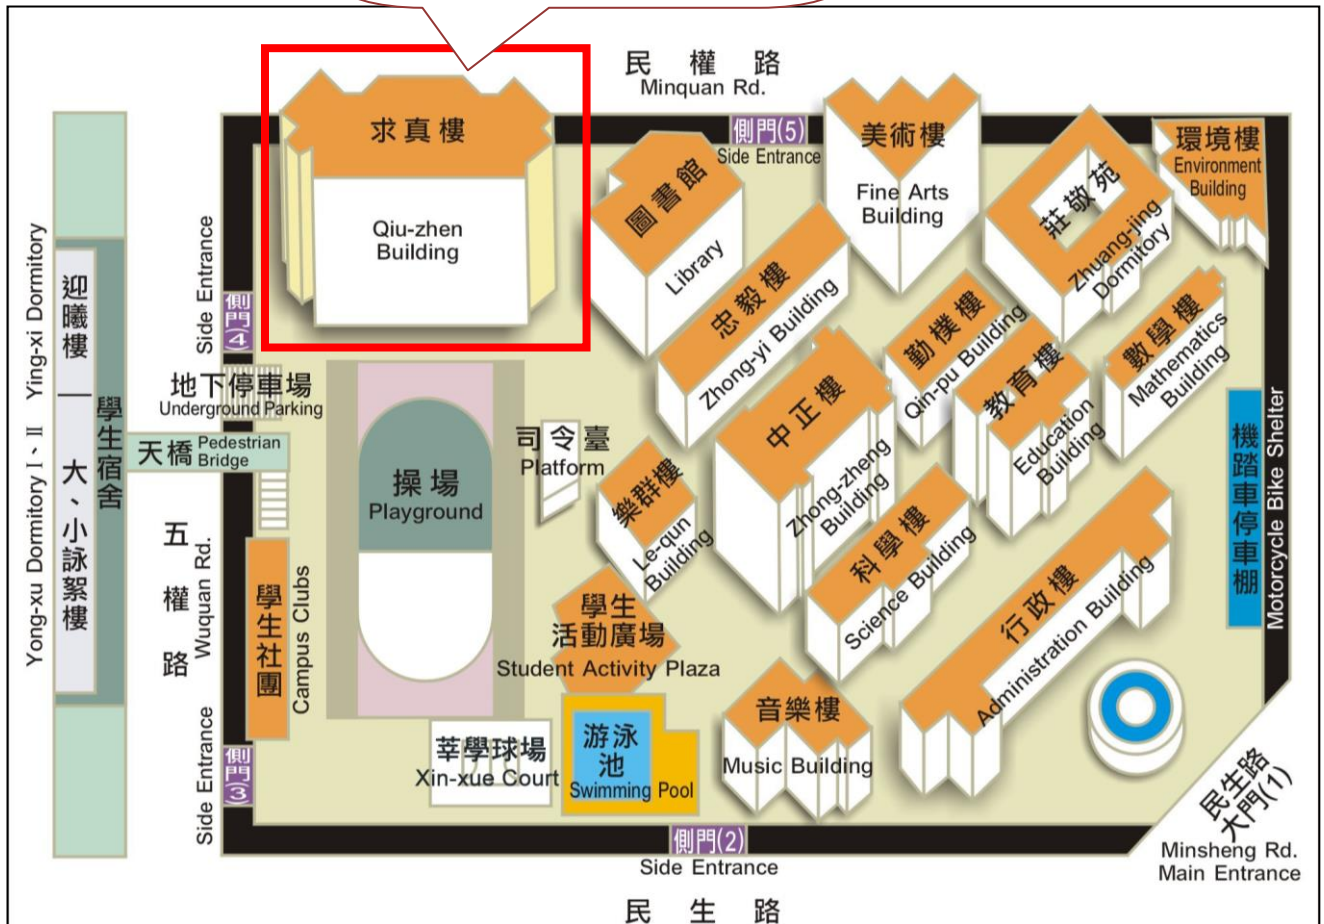 民 權 路
Minquan Rd.
求真樓
Qiu-zhen
Building
側門(5)
Side Entrance
圖書館
Library
美術樓
Fine Arts
Building
莊敬苑
Zhuang-jing
Dormitory
環境樓
Environment
Building
忠毅樓
Zhong-yi Building
勤樸樓
Qin-pu Building
數學樓
Mathematics
Building
中正樓
Zhong-zheng
Building
教育樓
Education
Building
側門(4)
Side Entrance
地下停車場
Underground Parking
天橋
Pedestrian
Bridge
學生宿舍
迎曦樓
大、小詠絮樓
Ying-xi Dormitory
Yong-xu Dormitory I、II
五權路
Wuquan Rd.
學生社團
Campus Clubs
操場
Playground
司令臺
Platform
樂群樓
Le-qun
Building
科學樓
Science Building
行政樓
Administration Building
機踏車停車棚
Motorcycle Bike Shelter
學生
活動廣場
Student Activity Plaza
側門(3)
Side Entrance
莘學球場
Xin-xue Court
游泳
池
Swimming Pool
音樂樓
Music Building
側門(2)
Side Entrance
民生路
大門(1)
Minsheng Rd.
Main Entrance
民 生 路